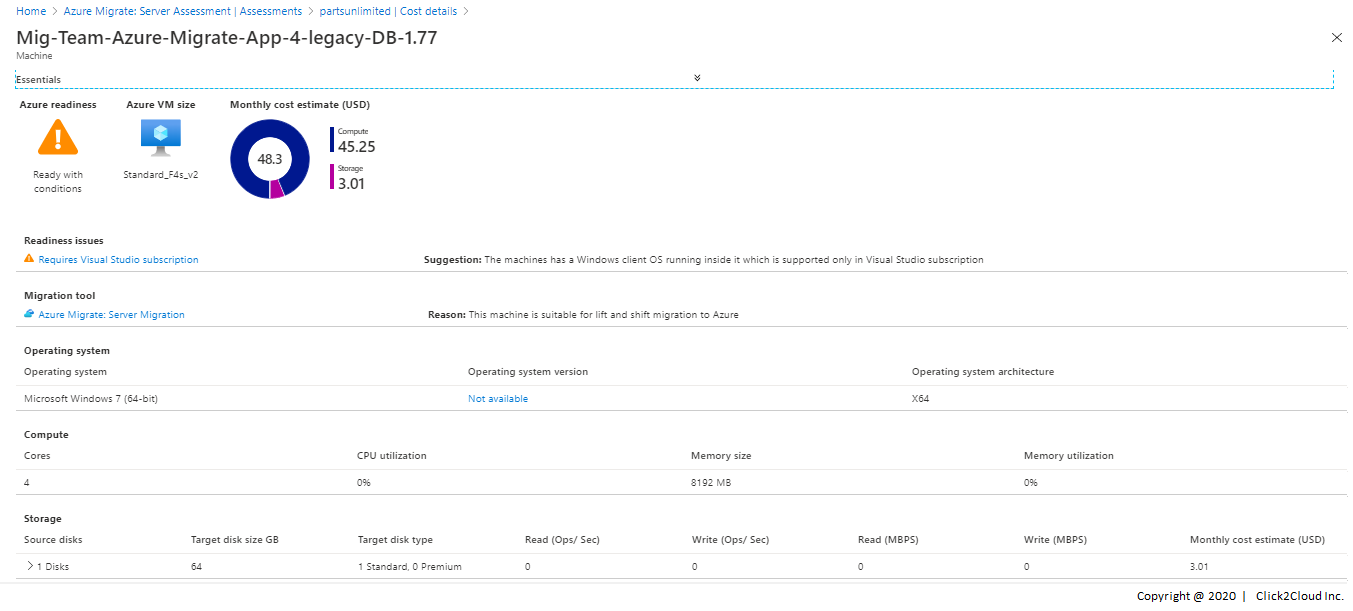 Home > Azure Migrate: Server Assessment | Assessments > partsunlimited | Cost details >
Mig-Team-Azure-Migrate-App-4-legacy-DB-1.77
Machine
Essentials
Azure readiness Azure VM size Monthly cost estimate (USD)
Compute
45.25
48.3
Storage
3.01
Ready with
conditions
Standard_F4s_v2
Readiness issues
Requires Visual Studio subscription Suggestion: The machines has a Windows client OS running inside it which is supported only in Visual Studio subscription
Migration tool
Azure Migrate: Server Migration Reason: This machine is suitable for lift and shift migration to Azure
Operating system
Operating system Operating system version Operating system architecture
Microsoft Windows 7 (64-bit) Not available X64
Compute
Cores CPU utilization Memory size Memory utilization
4 0% 8192 MB 0%
Storage
Source disks Target disk size GB Target disk type Read (Ops/ Sec) Write (Ops/ Sec) Read (MBPS) Write (MBPS) Monthly cost estimate (USD)
> 1 Disks 64 1 Standard, 0 Premium 0 0 0 0 3.01
Copyright @ 2020 | Click2Cloud Inc.